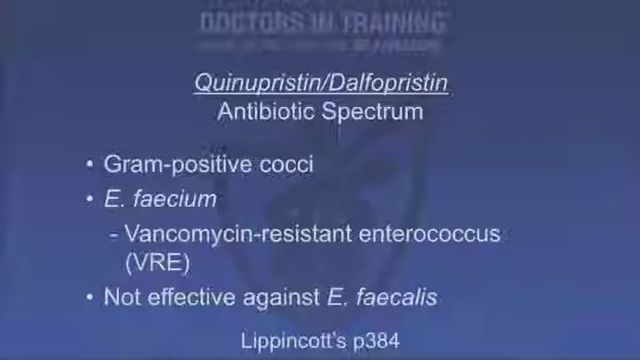 DOCTORS IN TRAINING
Quinupristin/Dalfopristin
Antibiotic Spectrum
• Gram-positive cocci
• E. faecium
- Vancomycin-resistant enterococcus
(VRE)
• Not effective against E. faecalis
Lippincott's p384